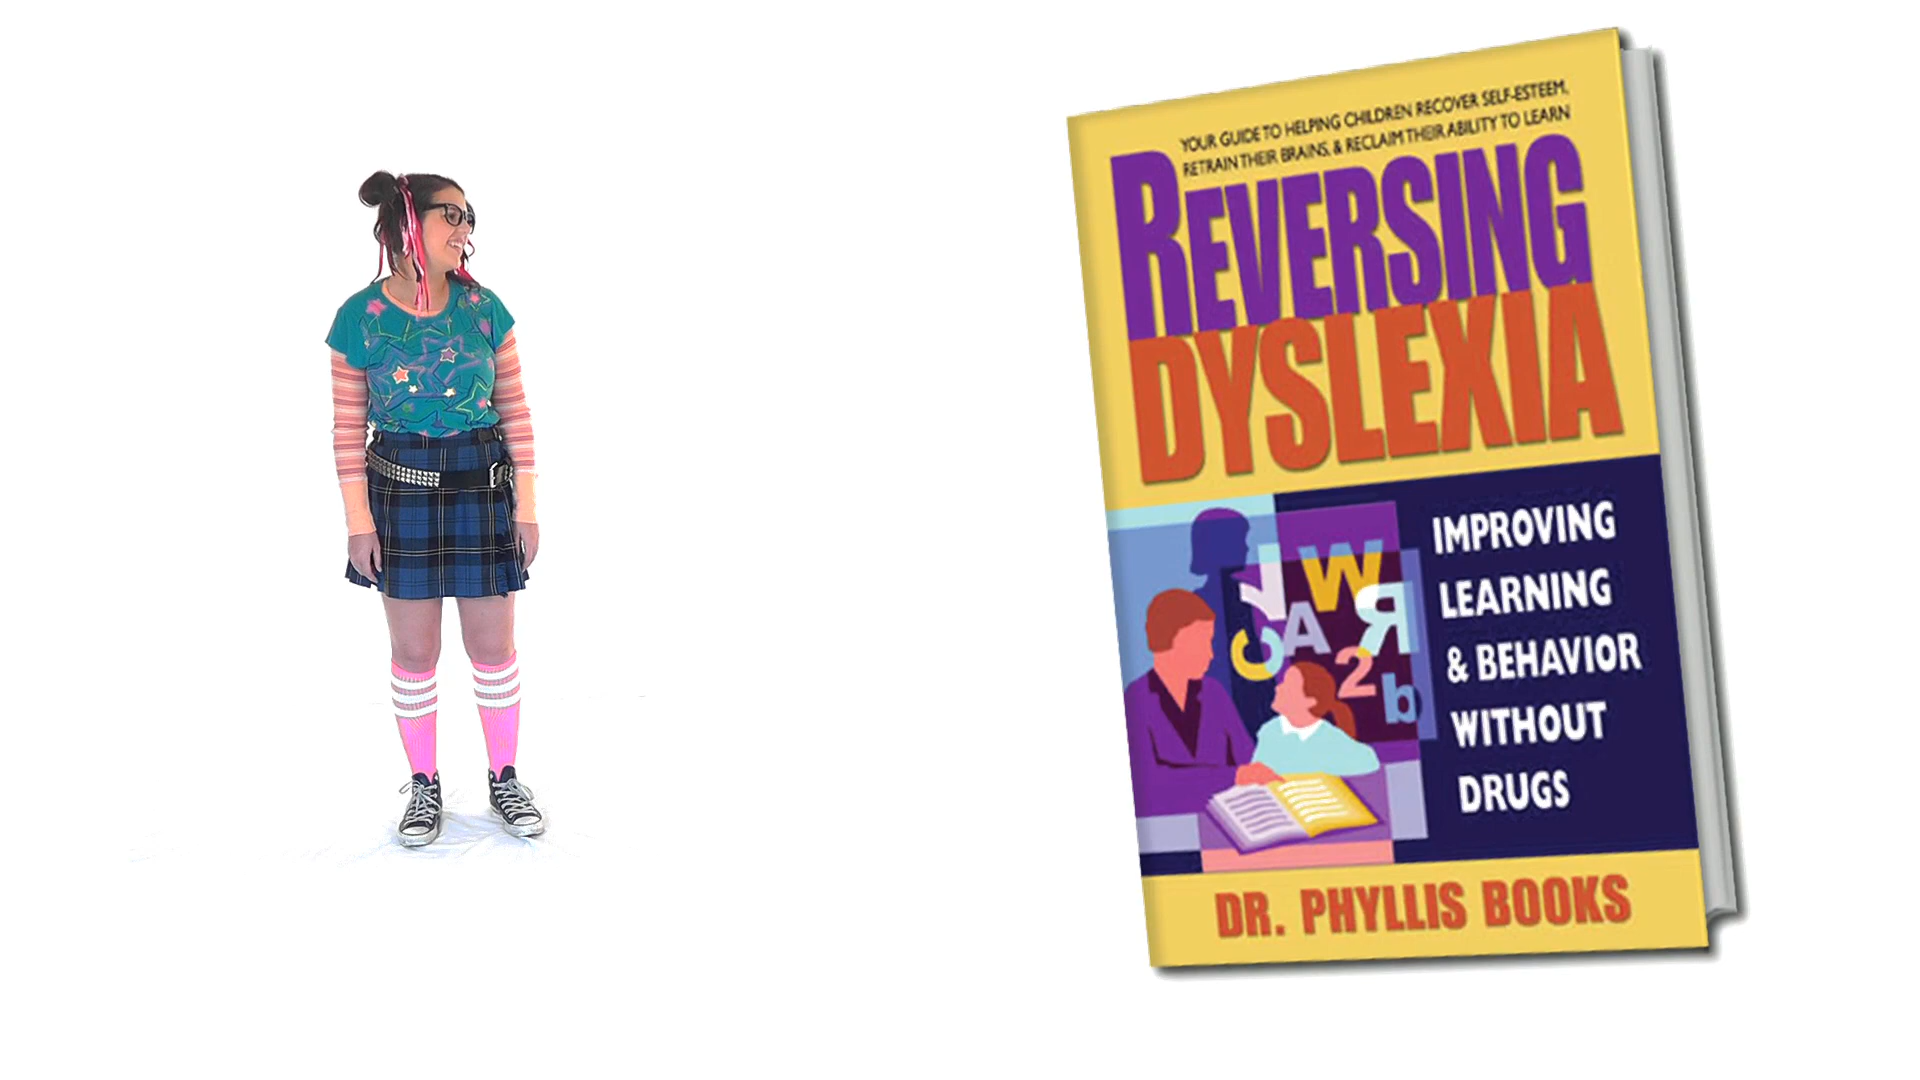 YOUR GUIDE TO HELPING CHILDREN RECOVER SELF-ESTEEM,
RETRAIN THEIR BRAINS, & RECLAIM THEIR ABILITY TO LEARN
REVERSING
DYSLEXIA
IMPROVING
LEARNING
& BEHAVIOR
WITHOUT
DRUGS
DR. PHYLLIS BOOKS